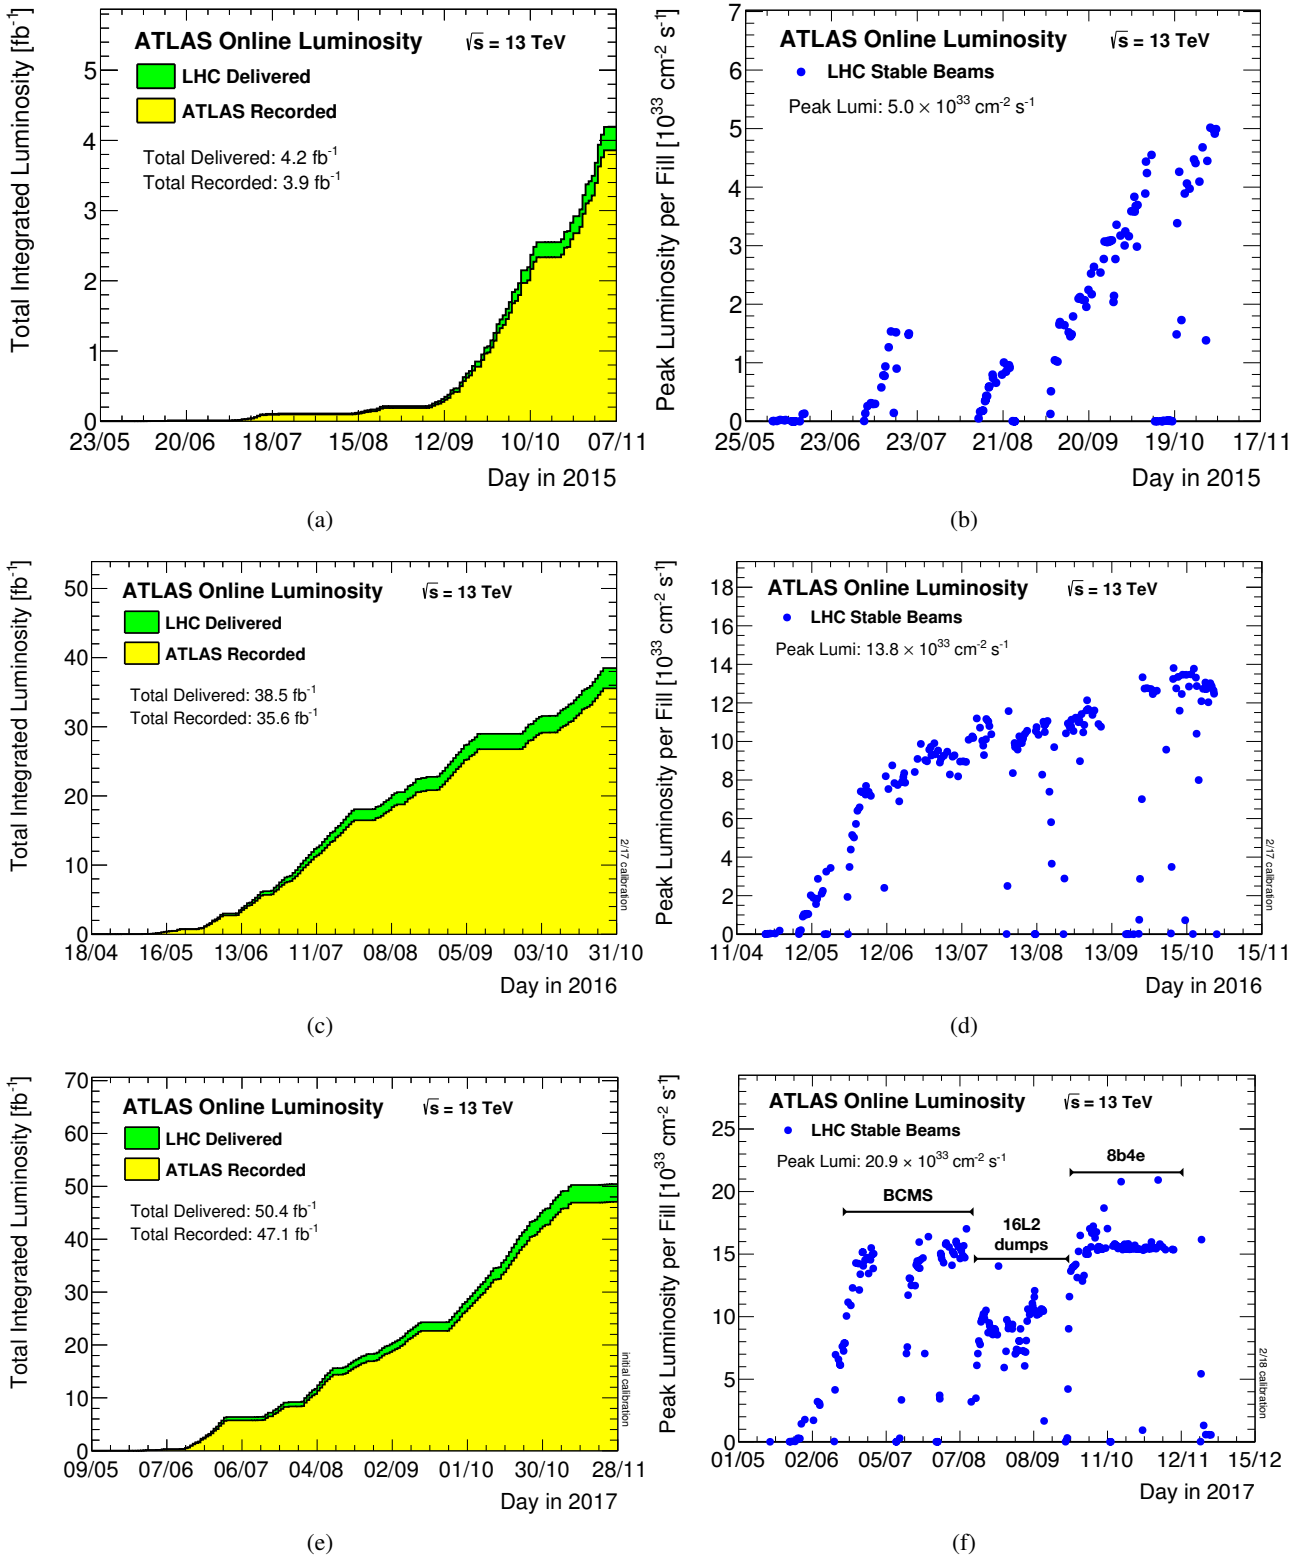 Total Integrated Luminosity [fb⁻¹]
ATLAS Online Luminosity √s = 13 TeV
LHC Delivered
ATLAS Recorded
Total Delivered: 4.2 fb⁻¹
Total Recorded: 3.9 fb⁻¹
5
4
3
2
1
0
23/05 20/06 18/07 15/08 12/09 10/10 07/11
Day in 2015
(a)
Peak Luminosity per Fill [10³³ cm⁻² s⁻¹]
ATLAS Online Luminosity √s = 13 TeV
LHC Stable Beams
Peak Lumi: 5.0 × 10³³ cm⁻² s⁻¹
7
6
5
4
3
2
1
0
25/05 23/06 23/07 21/08 20/09 19/10 17/11
Day in 2015
(b)
Total Integrated Luminosity [fb⁻¹]
ATLAS Online Luminosity √s = 13 TeV
LHC Delivered
ATLAS Recorded
Total Delivered: 38.5 fb⁻¹
Total Recorded: 35.6 fb⁻¹
50
40
30
20
10
0
18/04 16/05 13/06 11/07 08/08 05/09 03/10 31/10
Day in 2016
2/17 calibration
(c)
Peak Luminosity per Fill [10³³ cm⁻² s⁻¹]
ATLAS Online Luminosity √s = 13 TeV
LHC Stable Beams
Peak Lumi: 13.8 × 10³³ cm⁻² s⁻¹
18
16
14
12
10
8
6
4
2
0
11/04 12/05 12/06 13/07 13/08 13/09 15/10 15/11
Day in 2016
2/17 calibration
(d)
Total Integrated Luminosity [fb⁻¹]
ATLAS Online Luminosity √s = 13 TeV
LHC Delivered
ATLAS Recorded
Total Delivered: 50.4 fb⁻¹
Total Recorded: 47.1 fb⁻¹
70
60
50
40
30
20
10
0
09/05 07/06 06/07 04/08 02/09 01/10 30/10 28/11
Day in 2017
initial calibration
(e)
Peak Luminosity per Fill [10³³ cm⁻² s⁻¹]
ATLAS Online Luminosity √s = 13 TeV
LHC Stable Beams
Peak Lumi: 20.9 × 10³³ cm⁻² s⁻¹
BCMS
16L2
dumps
8b4e
25
20
15
10
5
0
01/05 02/06 05/07 07/08 08/09 11/10 12/11 15/12
Day in 2017
2/18 calibration
(f)